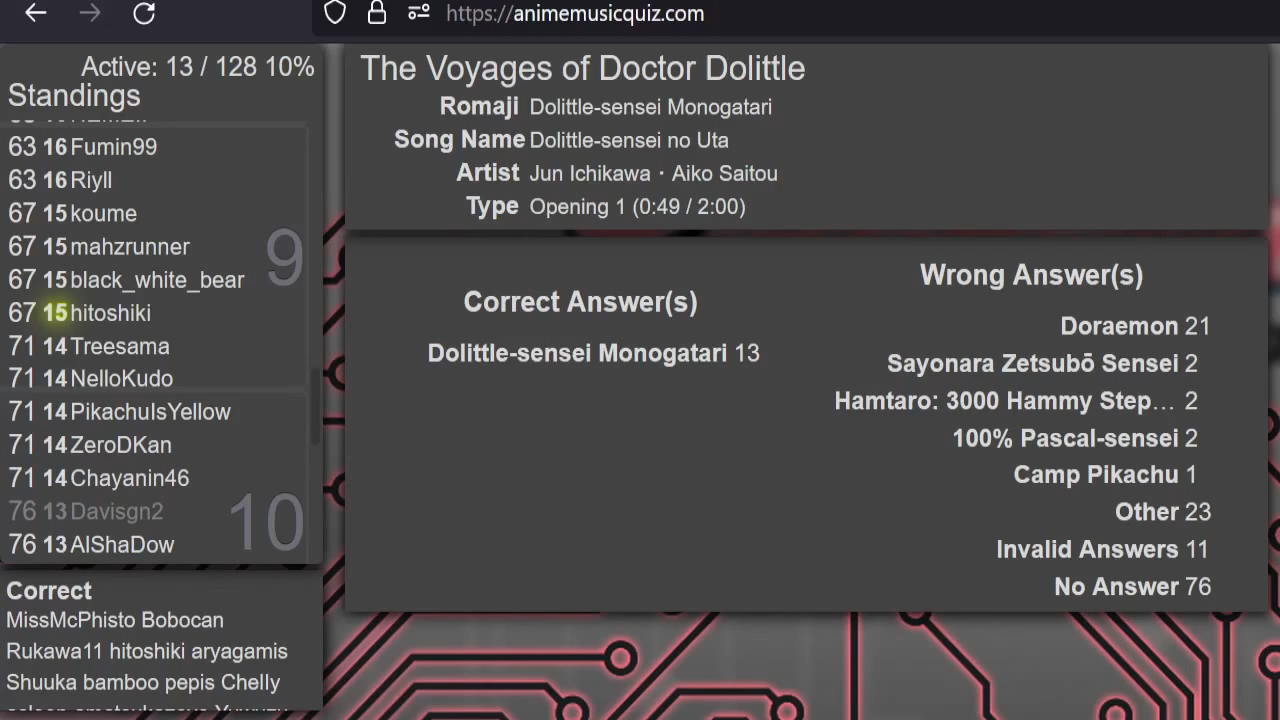 https://animemusicquiz.com
Active: 13 / 128 10%
Standings
63 16 Fumin99
63 16 Riyll
67 15 koume
67 15 mahzrunner
67 15 black_white_bear
9
67 15 hitoshiki
71 14 Treesama
71 14 NelloKudo
71 14 PikachuIsYellow
71 14 ZeroDKan
71 14 Chayanin46
76 13 Davisgn2
76 13 AlShaDow
10
Correct
MissMcPhisto Bobocan
Rukawa11 hitoshiki aryagamis
Shuuka bamboo pepis Chelly
The Voyages of Doctor Dolittle
Romaji Dolittle-sensei Monogatari
Song Name Dolittle-sensei no Uta
Artist Jun Ichikawa・Aiko Saitou
Type Opening 1 (0:49 / 2:00)
Correct Answer(s)
Dolittle-sensei Monogatari 13
Wrong Answer(s)
Doraemon 21
Sayonara Zetsubō Sensei 2
Hamtaro: 3000 Hammy Step… 2
100% Pascal-sensei 2
Camp Pikachu 1
Other 23
Invalid Answers 11
No Answer 76